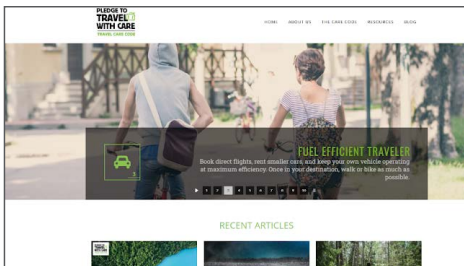 PLEDGE TO
TRAVEL
WITH CARE
TRAVEL CARE CODE
HOME ABOUT US THE CARE CODE RESOURCES BLOG
FUEL EFFICIENT TRAVELER
Book direct flights, rent smaller cars, and keep your own vehicle operating
at maximum efficiency. Once in your destination, walk or bike as much as
possible.
RECENT ARTICLES